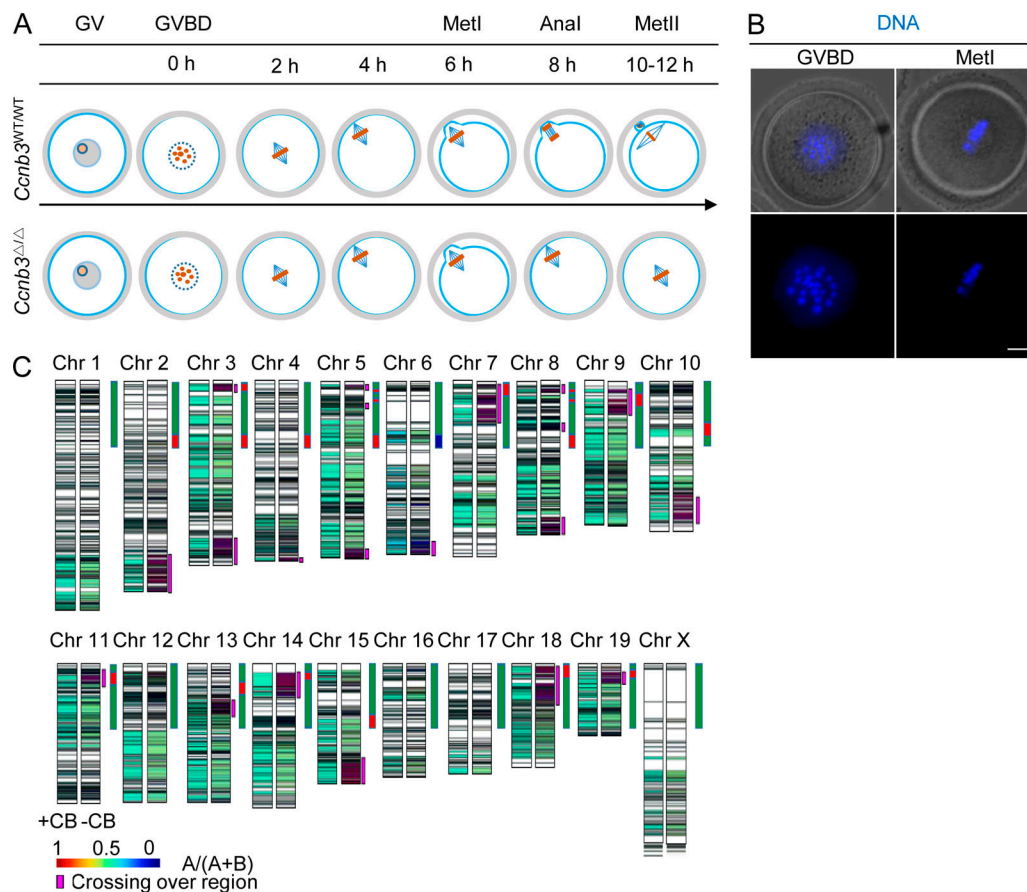 A
GV GVBD MetI AnaI MetII
0 h 2 h 4 h 6 h 8 h 10-12 h
Ccnb3WT/WT
Ccnb3△/△
B
DNA
GVBD MetI
C
Chr 1 Chr 2 Chr 3 Chr 4 Chr 5 Chr 6 Chr 7 Chr 8 Chr 9 Chr 10
Chr 11 Chr 12 Chr 13 Chr 14 Chr 15 Chr 16 Chr 17 Chr 18 Chr 19 Chr X
+CB -CB
1 0.5 0 A/(A+B)
Crossing over region